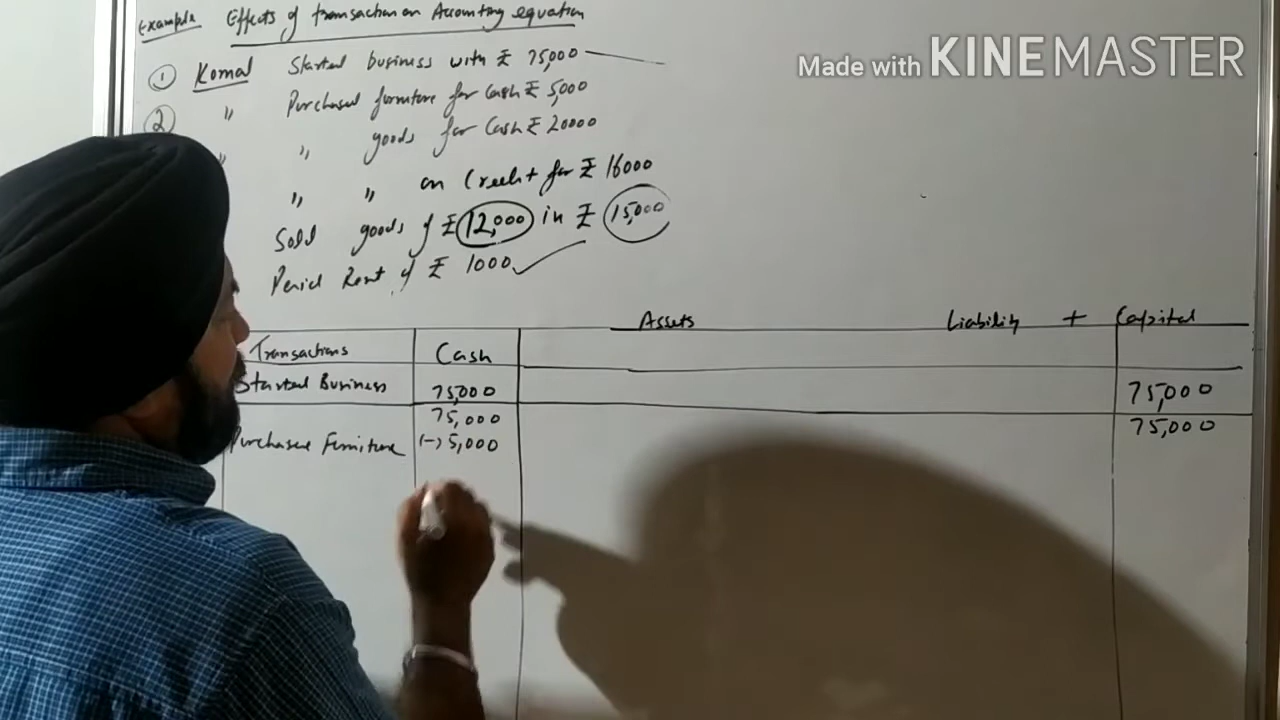 Example Effects of transaction on Accounting equation
Made with KINEMASTER
① Komal Started business with ₹ 75,000
② " Purchased furniture for Cash ₹ 5,000
" " goods for Cash ₹ 20000
" " on Credit for ₹ 16000
Sold goods of ₹ 12,000 in ₹ 15,000
Rent of ₹ 1000
Assets Liability + Capital
Transactions Cash
Started Business 75,000 75,000
75,000 75,000
Purchased Furniture (-) 5,000